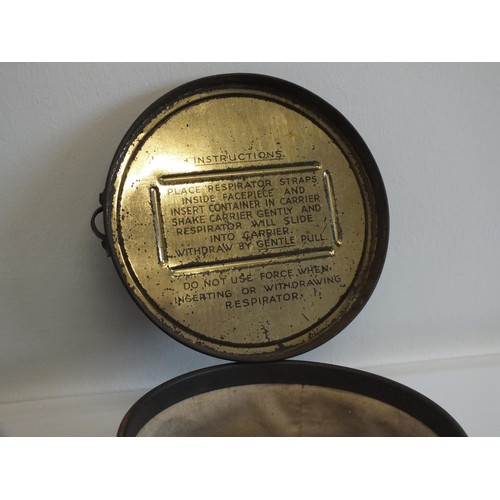 INSTRUCTIONS.
PLACE RESPIRATOR STRAPS
INSIDE FACEPIECE AND
INSERT CONTAINER IN CARRIER
SHAKE CARRIER GENTLY AND
RESPIRATOR WILL SLIDE
INTO CARRIER.
WITHDRAW BY GENTLE PULL.
DO NOT USE FORCE WHEN
INSERTING OR WITHDRAWING
RESPIRATOR.